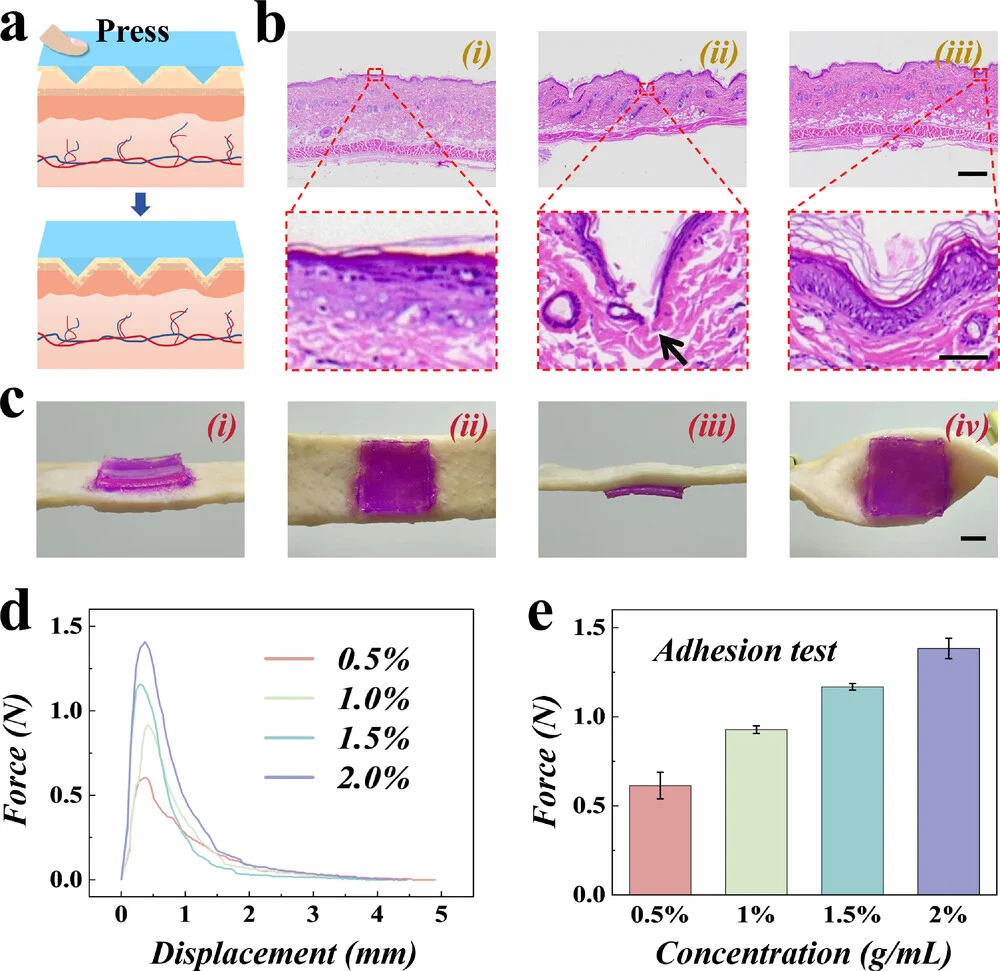 a
Press
b
(i)
(ii)
(iii)
c
(i)
(ii)
(iii)
(iv)
d
1.5
1.0
0.5
0.0
Force (N)
0.5%
1.0%
1.5%
2.0%
0 1 2 3 4 5
Displacement (mm)
e
Adhesion test
1.5
1.0
0.5
0.0
Force (N)
0.5% 1% 1.5% 2%
Concentration (g/mL)